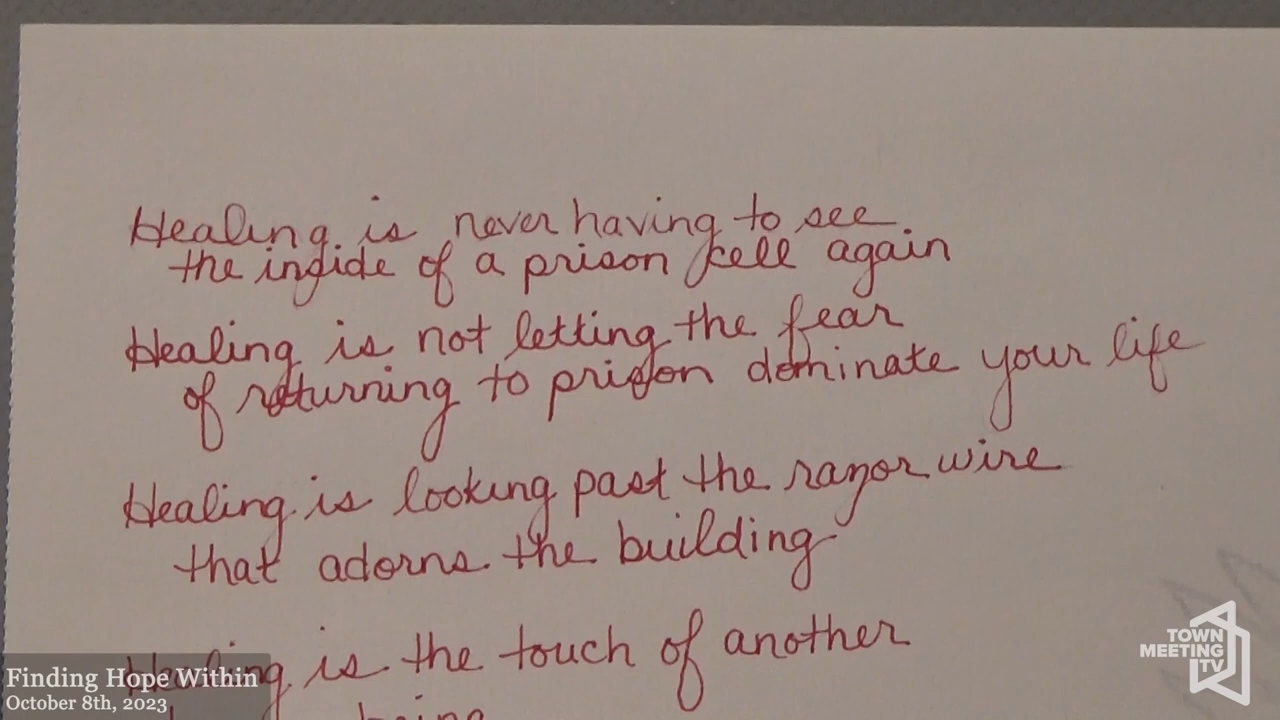 Healing is never having to see
the inside of a prison cell again
Healing is not letting the fear
of returning to prison dominate your life
Healing is looking past the razor wire
that adorns the building
Healing is the touch of another
being
Finding Hope Within
October 8th, 2023
TOWN
MEETING
TV